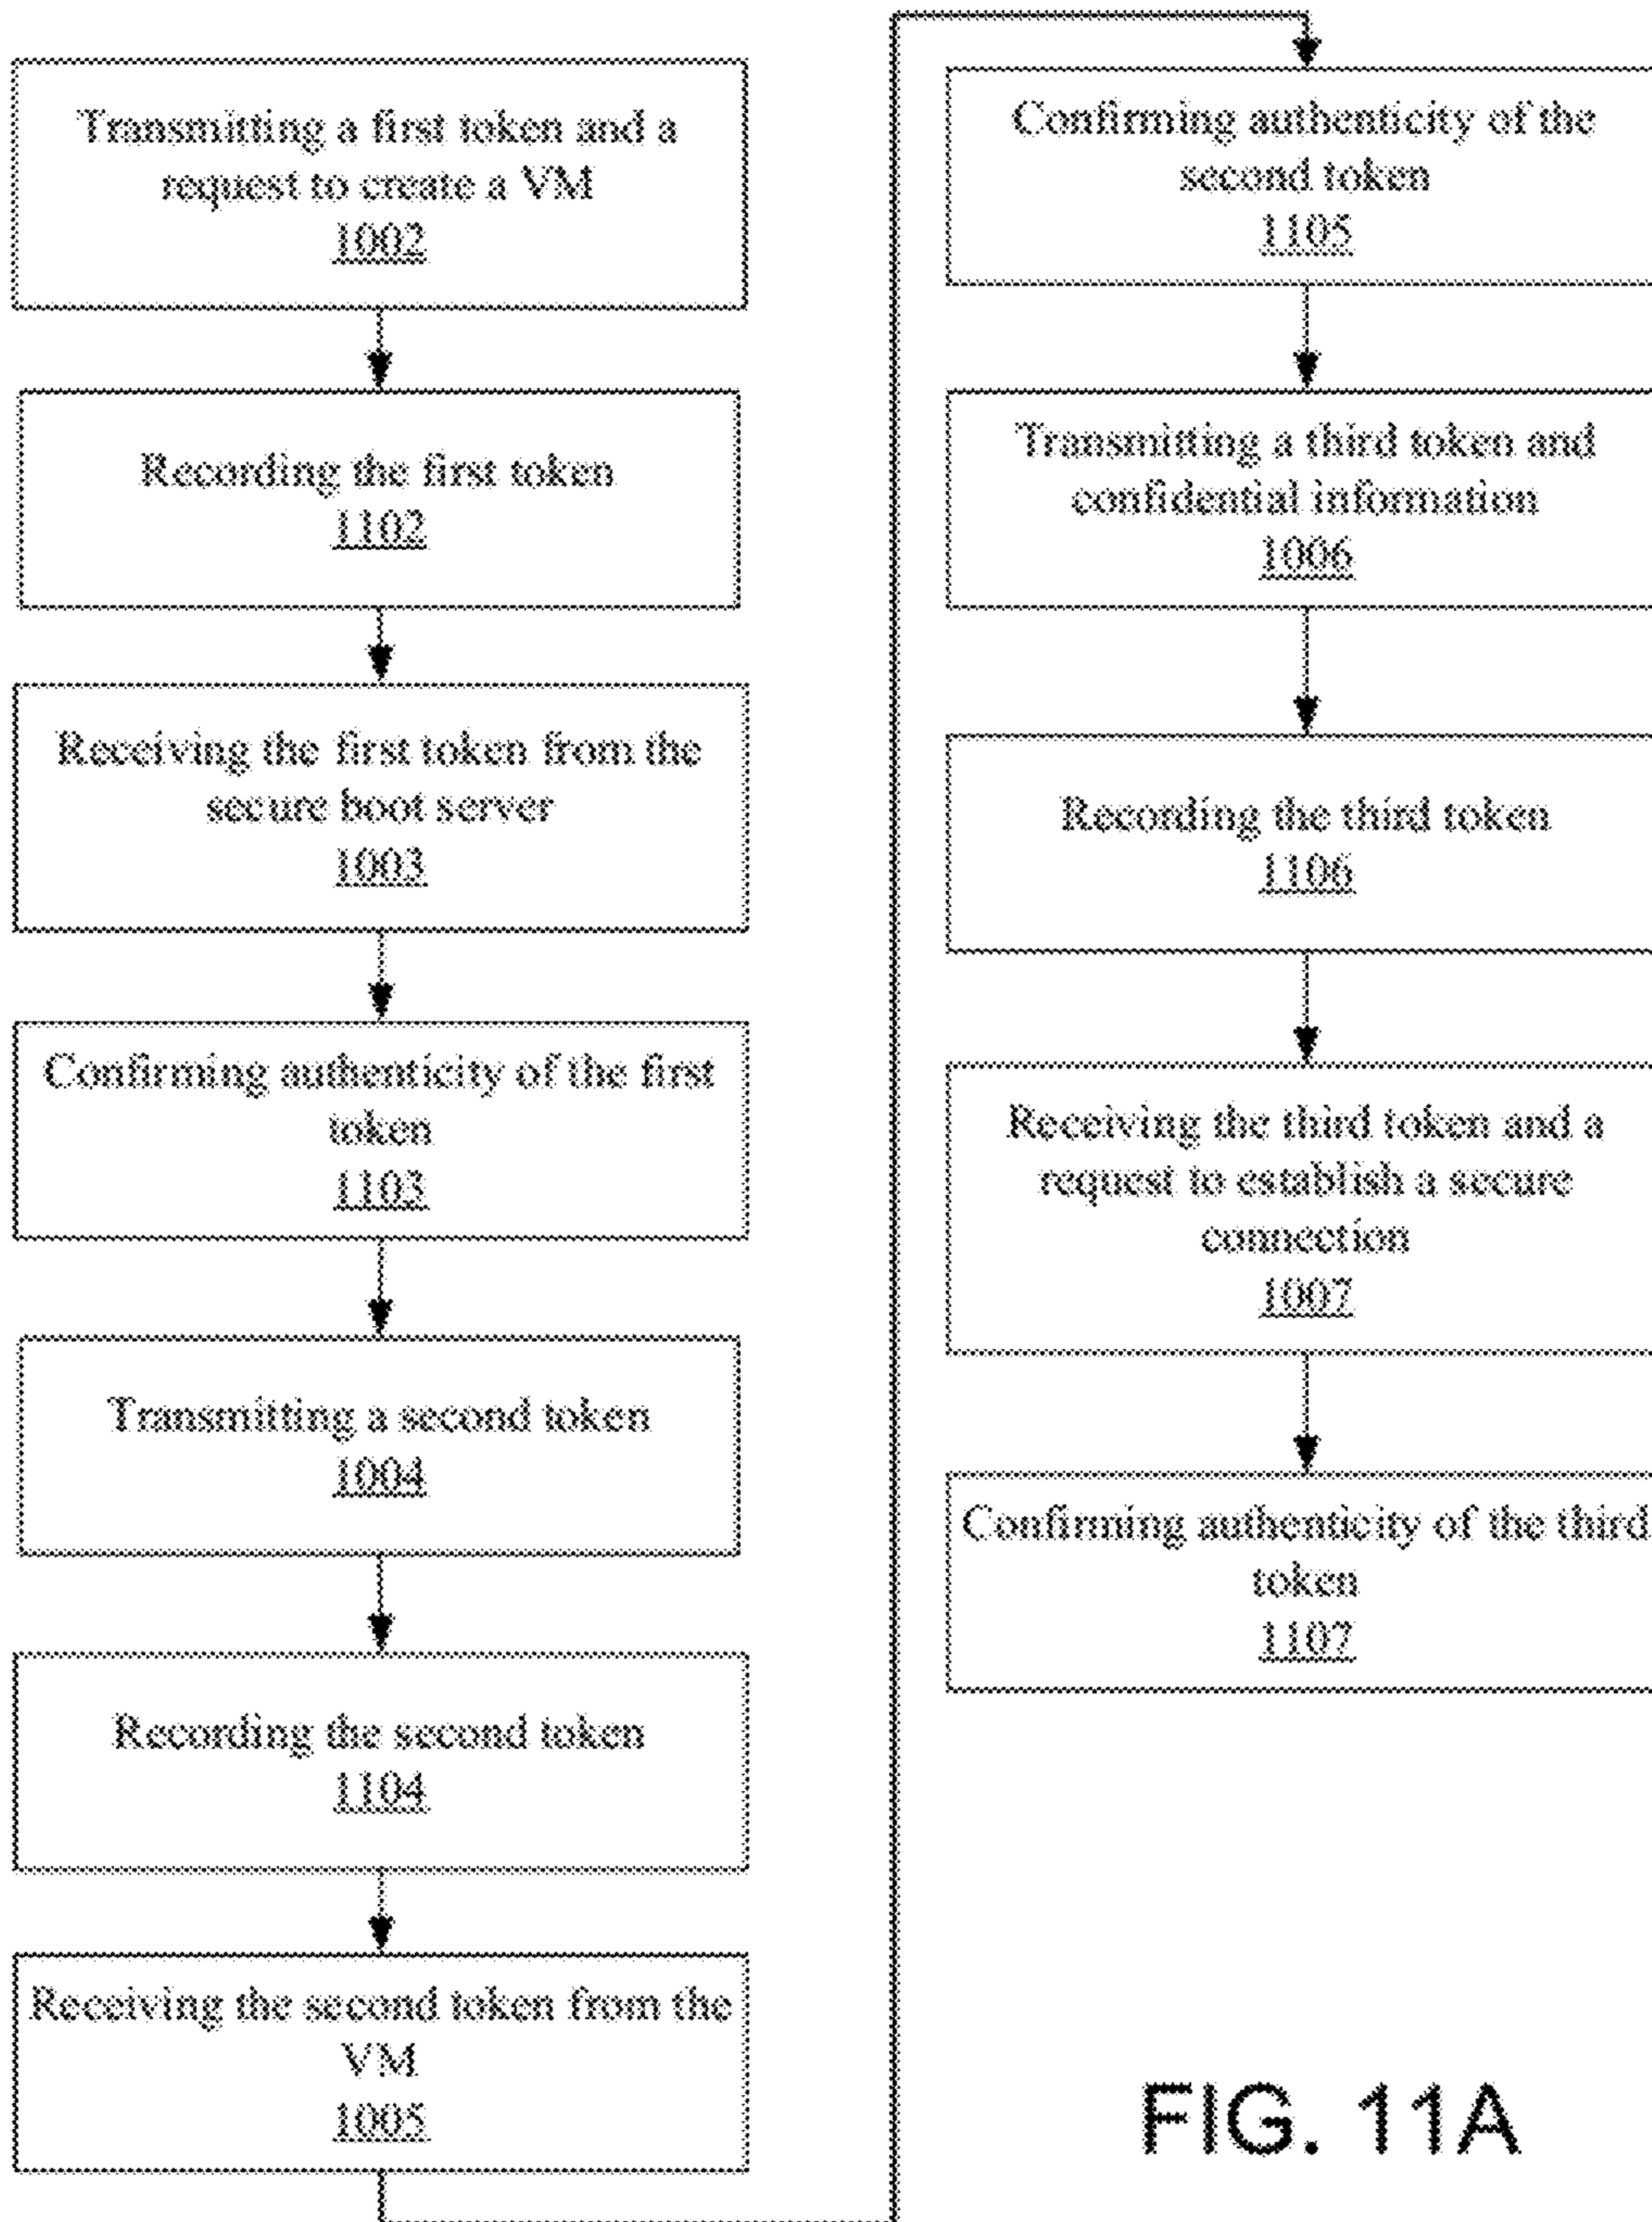 Transmitting a first token and a
request to create a VM
1002
Recording the first token
1102
Receiving the first token from the
secure boot server
1003
Confirming authenticity of the first
token
1103
Transmitting a second token
1004
Recording the second token
1104
Receiving the second token from the
VM
1005
Confirming authenticity of the
second token
1105
Transmitting a third token and
confidential information
1006
Recording the third token
1106
Receiving the third token and a
request to establish a secure
connection
1007
Confirming authenticity of the third
token
1107
FIG. 11A